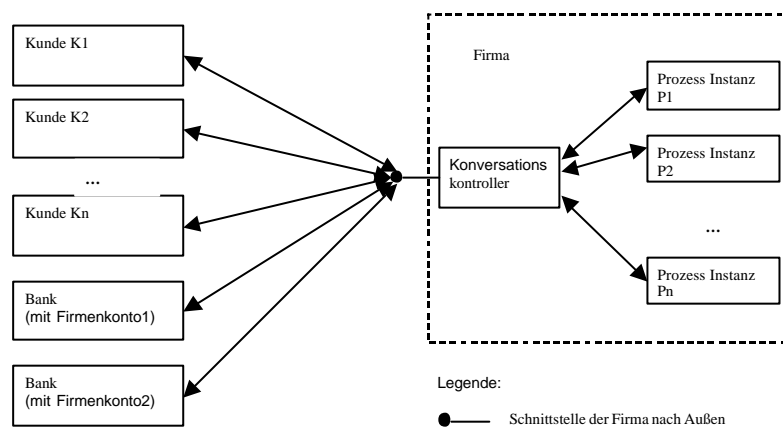 Kunde K1
Kunde K2
...
Kunde Kn
Bank
(mit Firmenkonto1)
Bank
(mit Firmenkonto2)
Firma
Konversations
kontroller
Prozess Instanz
P1
Prozess Instanz
P2
...
Prozess Instanz
Pn
Legende:
Schnittstelle der Firma nach Außen